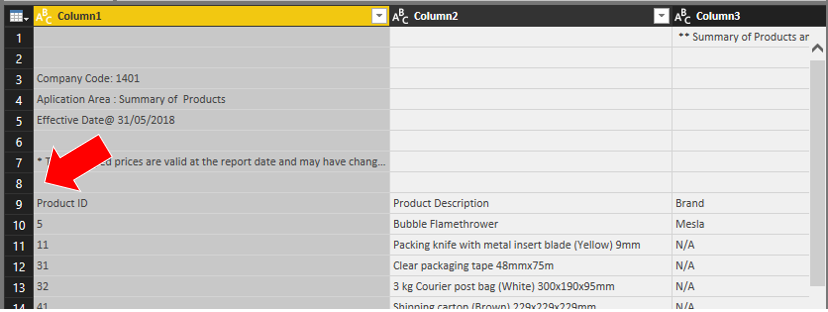 ABC Column1 ABC Column2 ABC Column3
1 ** Summary of Products an
2
3 Company Code: 1401
4 Aplication Area : Summary of Products
5 Effective Date@ 31/05/2018
6
7 * prices are valid at the report date and may have chang...
8
9 Product ID Product Description Brand
10 5 Bubble Flamethrower Mesla
11 11 Packing knife with metal insert blade (Yellow) 9mm N/A
12 31 Clear packaging tape 48mmx75m N/A
13 32 3 kg Courier post bag (White) 300x190x95mm N/A
14 41 Shipping carton (Brown) 229x229x229mm N/A